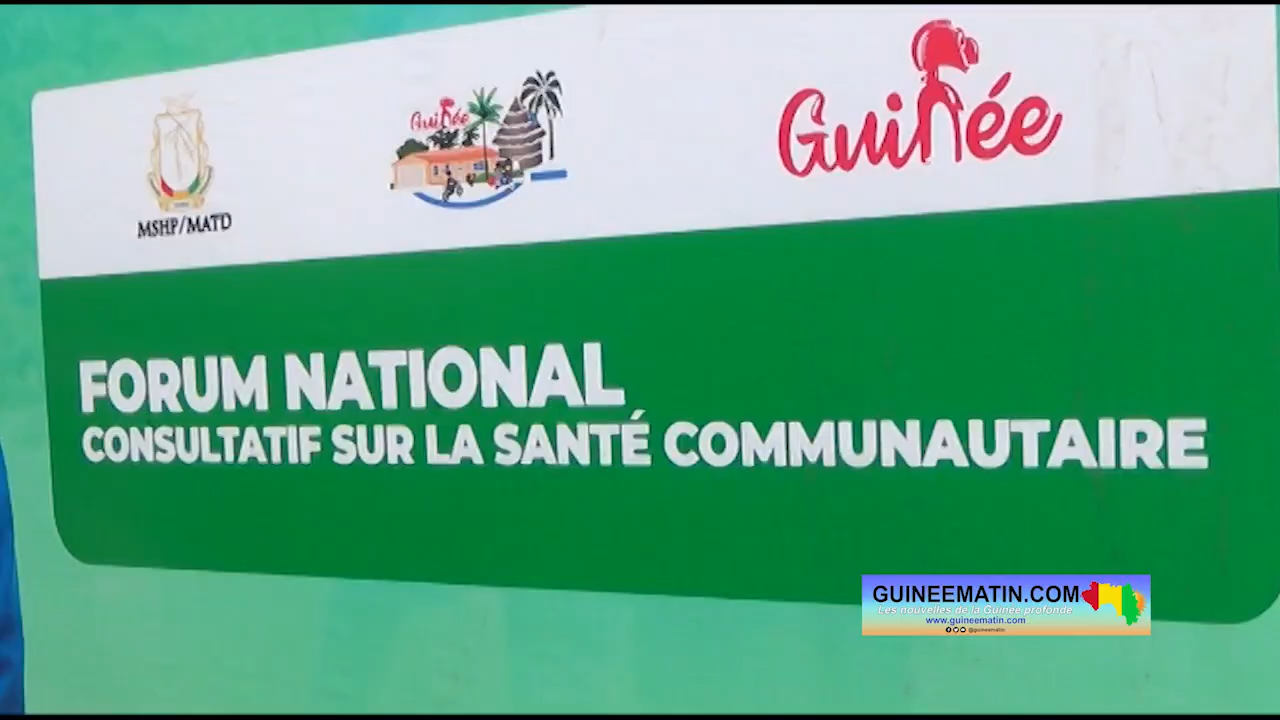 MSHP/MATD
Guinée
Guinée
FORUM NATIONAL
CONSULTATIF SUR LA SANTÉ COMMUNAUTAIRE
GUINEEMATIN.COM
Les nouvelles de la Guinée profonde
www.guineematin.com
@guineematin